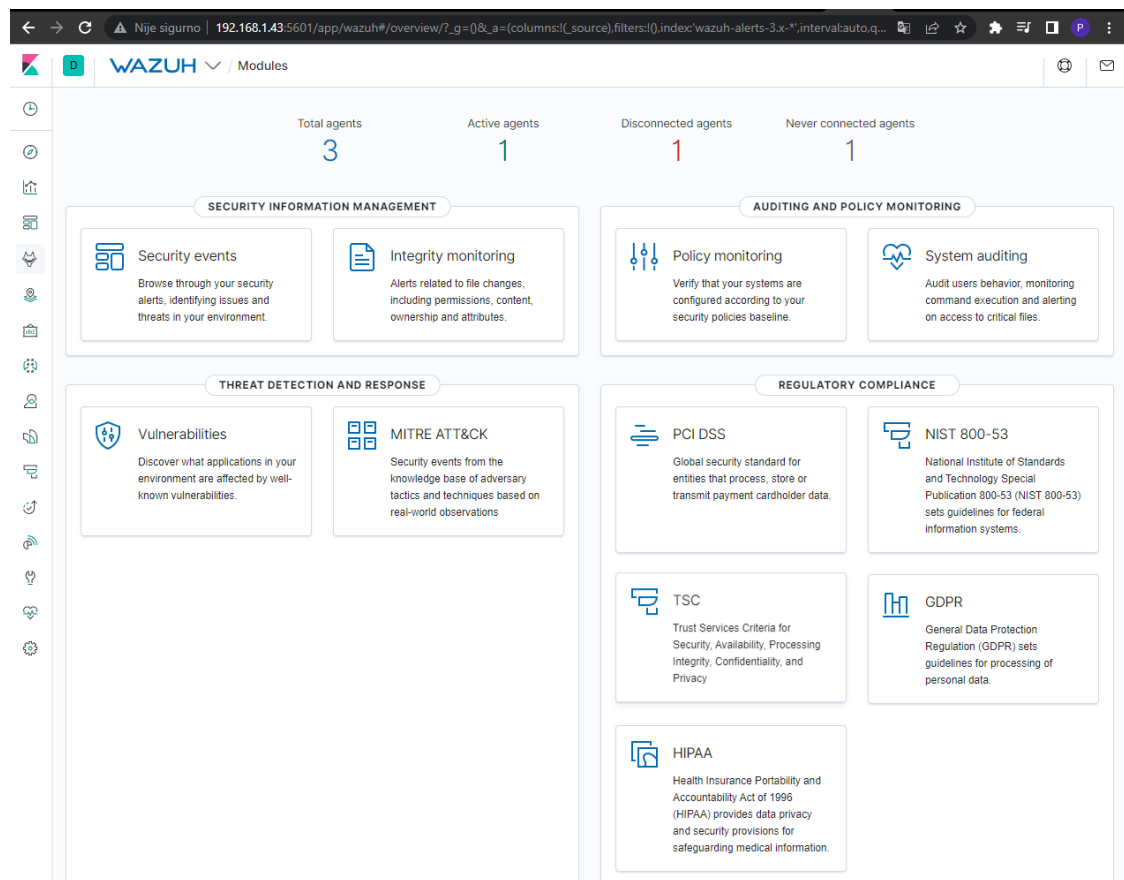 Nije sigurno | 192.168.1.43:5601/app/wazuh#/overview/?_g=()&_a=(columns:!(_source),filters:!(),index:'wazuh-alerts-3.x-*',interval:auto,q...
P
D WAZUH / Modules
Total agents Active agents Disconnected agents Never connected agents
3 1 1 1
SECURITY INFORMATION MANAGEMENT
Security events
Browse through your security
alerts, identifying issues and
threats in your environment.
Integrity monitoring
Alerts related to file changes,
including permissions, content,
ownership and attributes.
AUDITING AND POLICY MONITORING
Policy monitoring
Verify that your systems are
configured according to your
security policies baseline.
System auditing
Audit users behavior, monitoring
command execution and alerting
on access to critical files.
THREAT DETECTION AND RESPONSE
Vulnerabilities
Discover what applications in your
environment are affected by well-
known vulnerabilities.
MITRE ATT&CK
Security events from the
knowledge base of adversary
tactics and techniques based on
real-world observations
REGULATORY COMPLIANCE
PCI DSS
Global security standard for
entities that process, store or
transmit payment cardholder data.
NIST 800-53
National Institute of Standards
and Technology Special
Publication 800-53 (NIST 800-53)
sets guidelines for federal
information systems.
TSC
Trust Services Criteria for
Security, Availability, Processing
Integrity, Confidentiality, and
Privacy
GDPR
General Data Protection
Regulation (GDPR) sets
guidelines for processing of
personal data.
HIPAA
Health Insurance Portability and
Accountability Act of 1996
(HIPAA) provides data privacy
and security provisions for
safeguarding medical information.